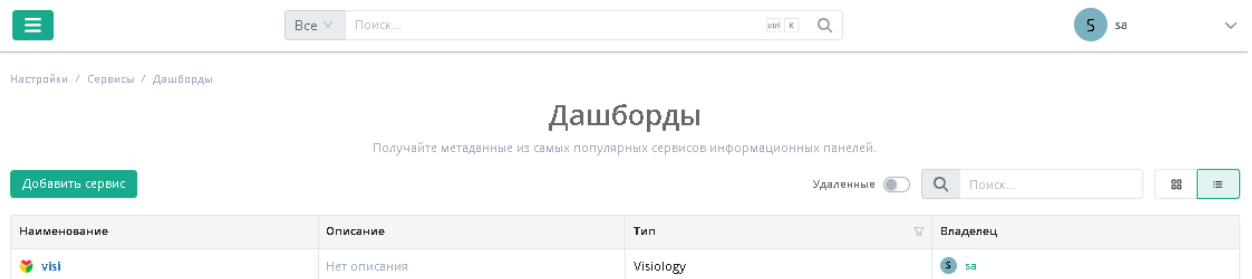 Все Поиск... ctrl K S sa
Настройки / Сервисы / Дашборды
Дашборды
Получайте метаданные из самых популярных сервисов информационных панелей.
Добавить сервис Удаленные Поиск...
Наименование Описание Тип Владелец
visi Нет описания Visiology S sa